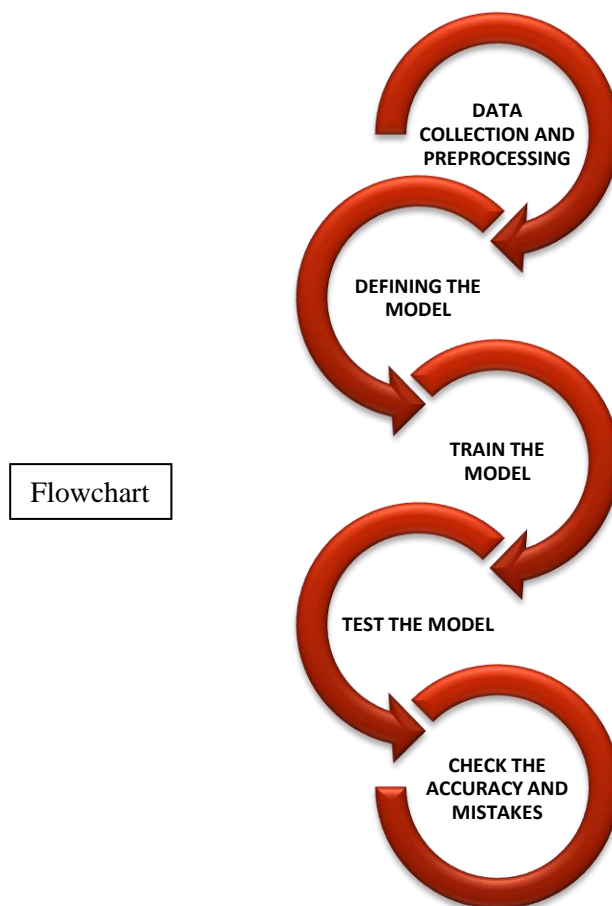 DATA
COLLECTION AND
PREPROCESSING
DEFINING THE
MODEL
TRAIN THE
MODEL
Flowchart
TEST THE MODEL
CHECK THE
ACCURACY AND
MISTAKES